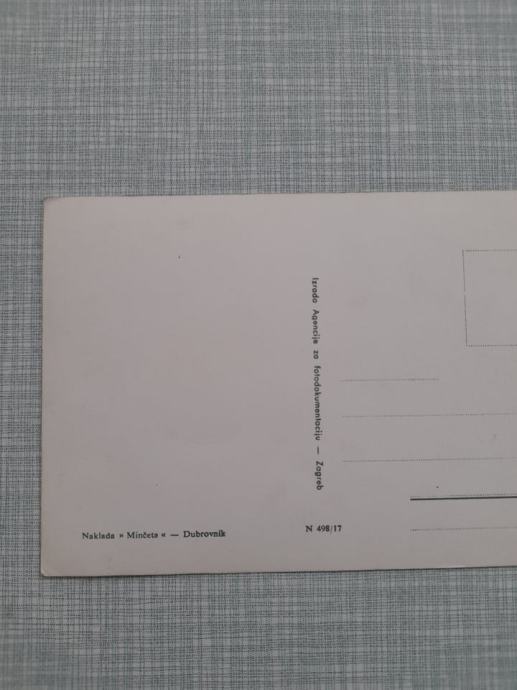 Izrada Agencije za fotodokumentaciju — Zagreb
Naklada » Minčeta « — Dubrovnik
N 498/17